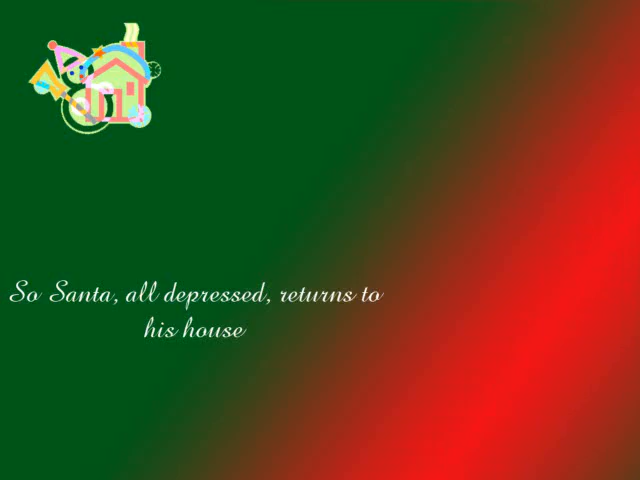 So Santa, all depressed, returns to
his house